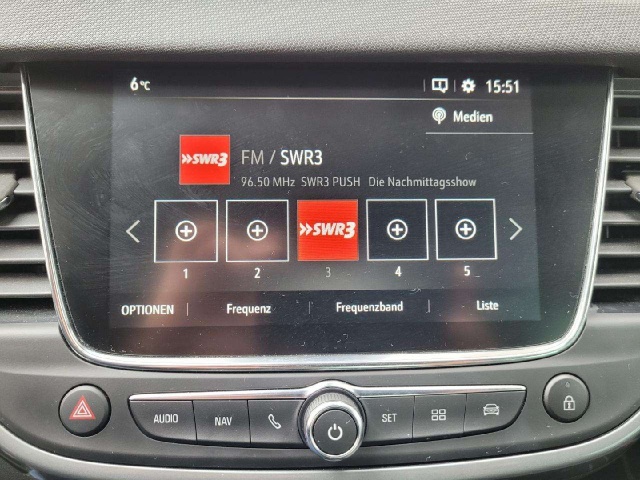 6°C 15:51
Medien
»SWR3 FM / SWR3
96.50 MHz SWR3 PUSH Die Nachmittagsshow
»SWR3
1 2 3 4 5
OPTIONEN Frequenz Frequenzband Liste
AUDIO NAV SET